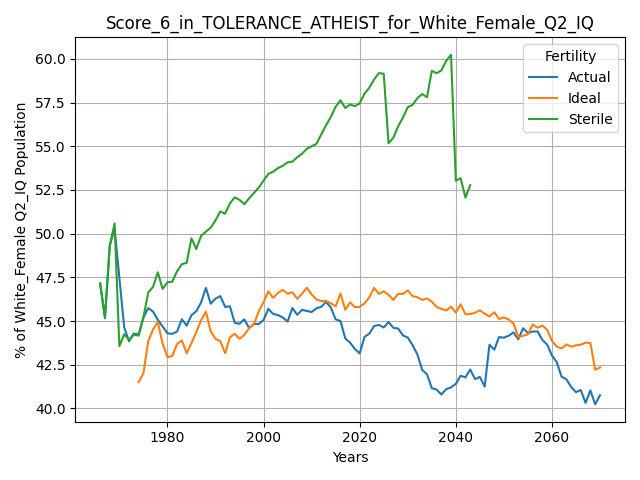 Score_6_in_TOLERANCE_ATHEIST_for_White_Female_Q2_IQ
% of White_Female Q2_IQ Population
60.0
57.5
55.0
52.5
50.0
47.5
45.0
42.5
40.0
Fertility
Actual
Ideal
Sterile
1980 2000 2020 2040 2060
Years